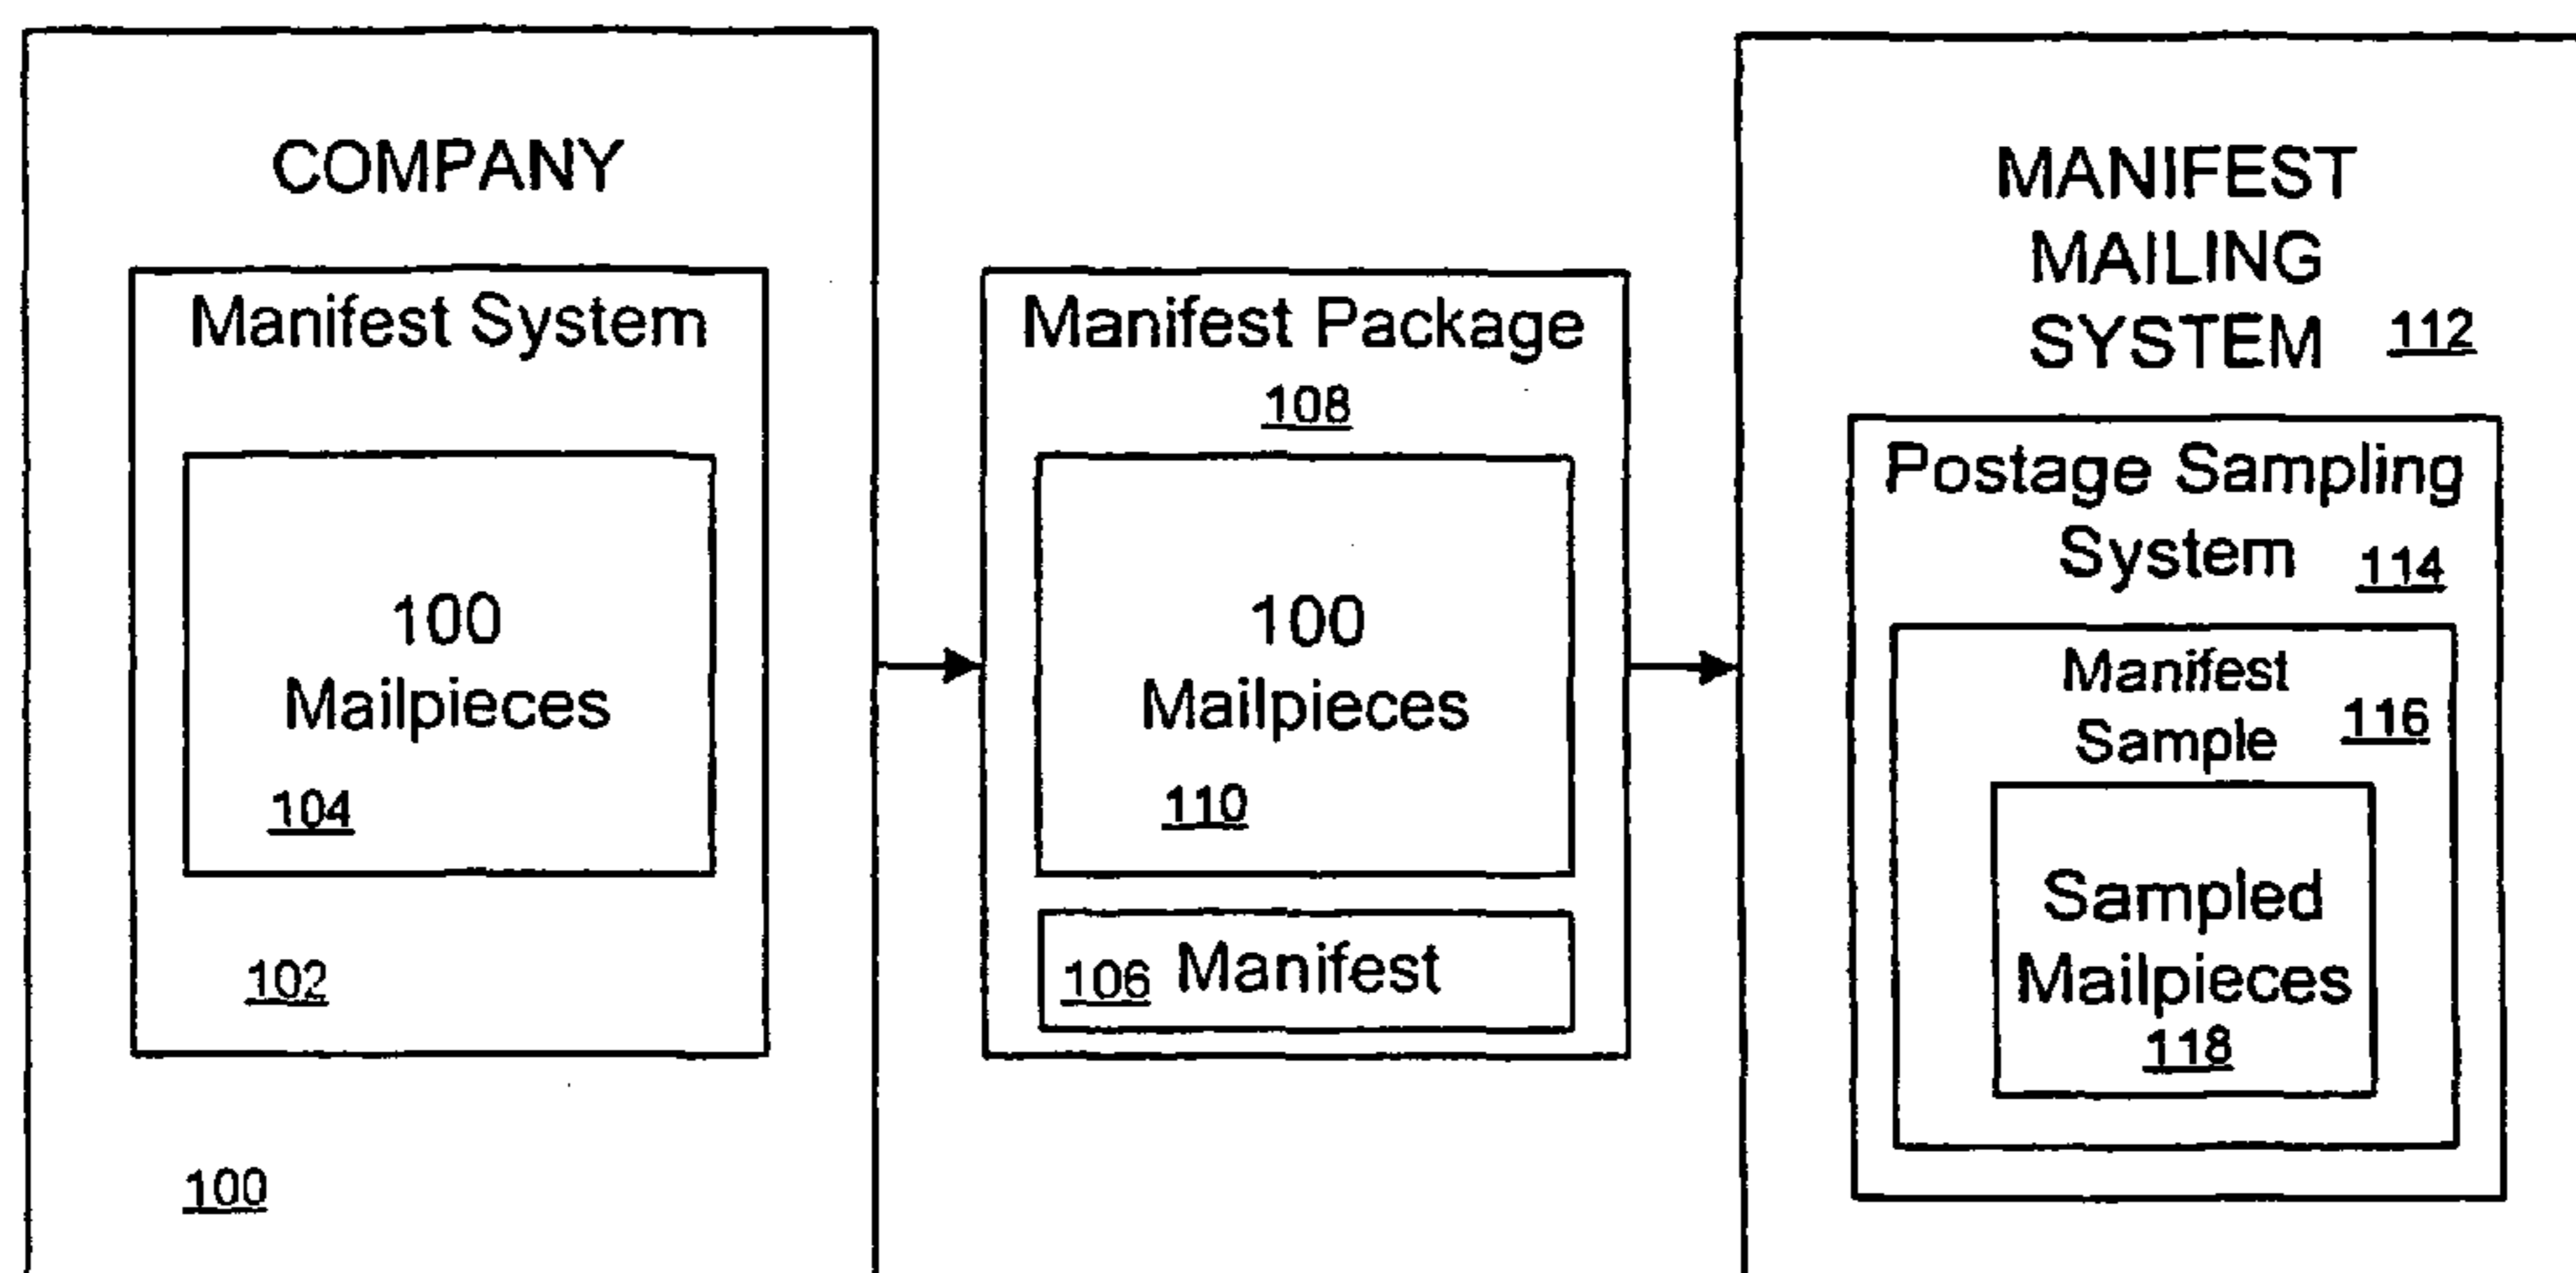 COMPANY
Manifest System
100
Mailpieces
104
102
100
Manifest Package
108
100
Mailpieces
110
106 Manifest
MANIFEST
MAILING
SYSTEM 112
Postage Sampling
System 114
Manifest
Sample 116
Sampled
Mailpieces
118